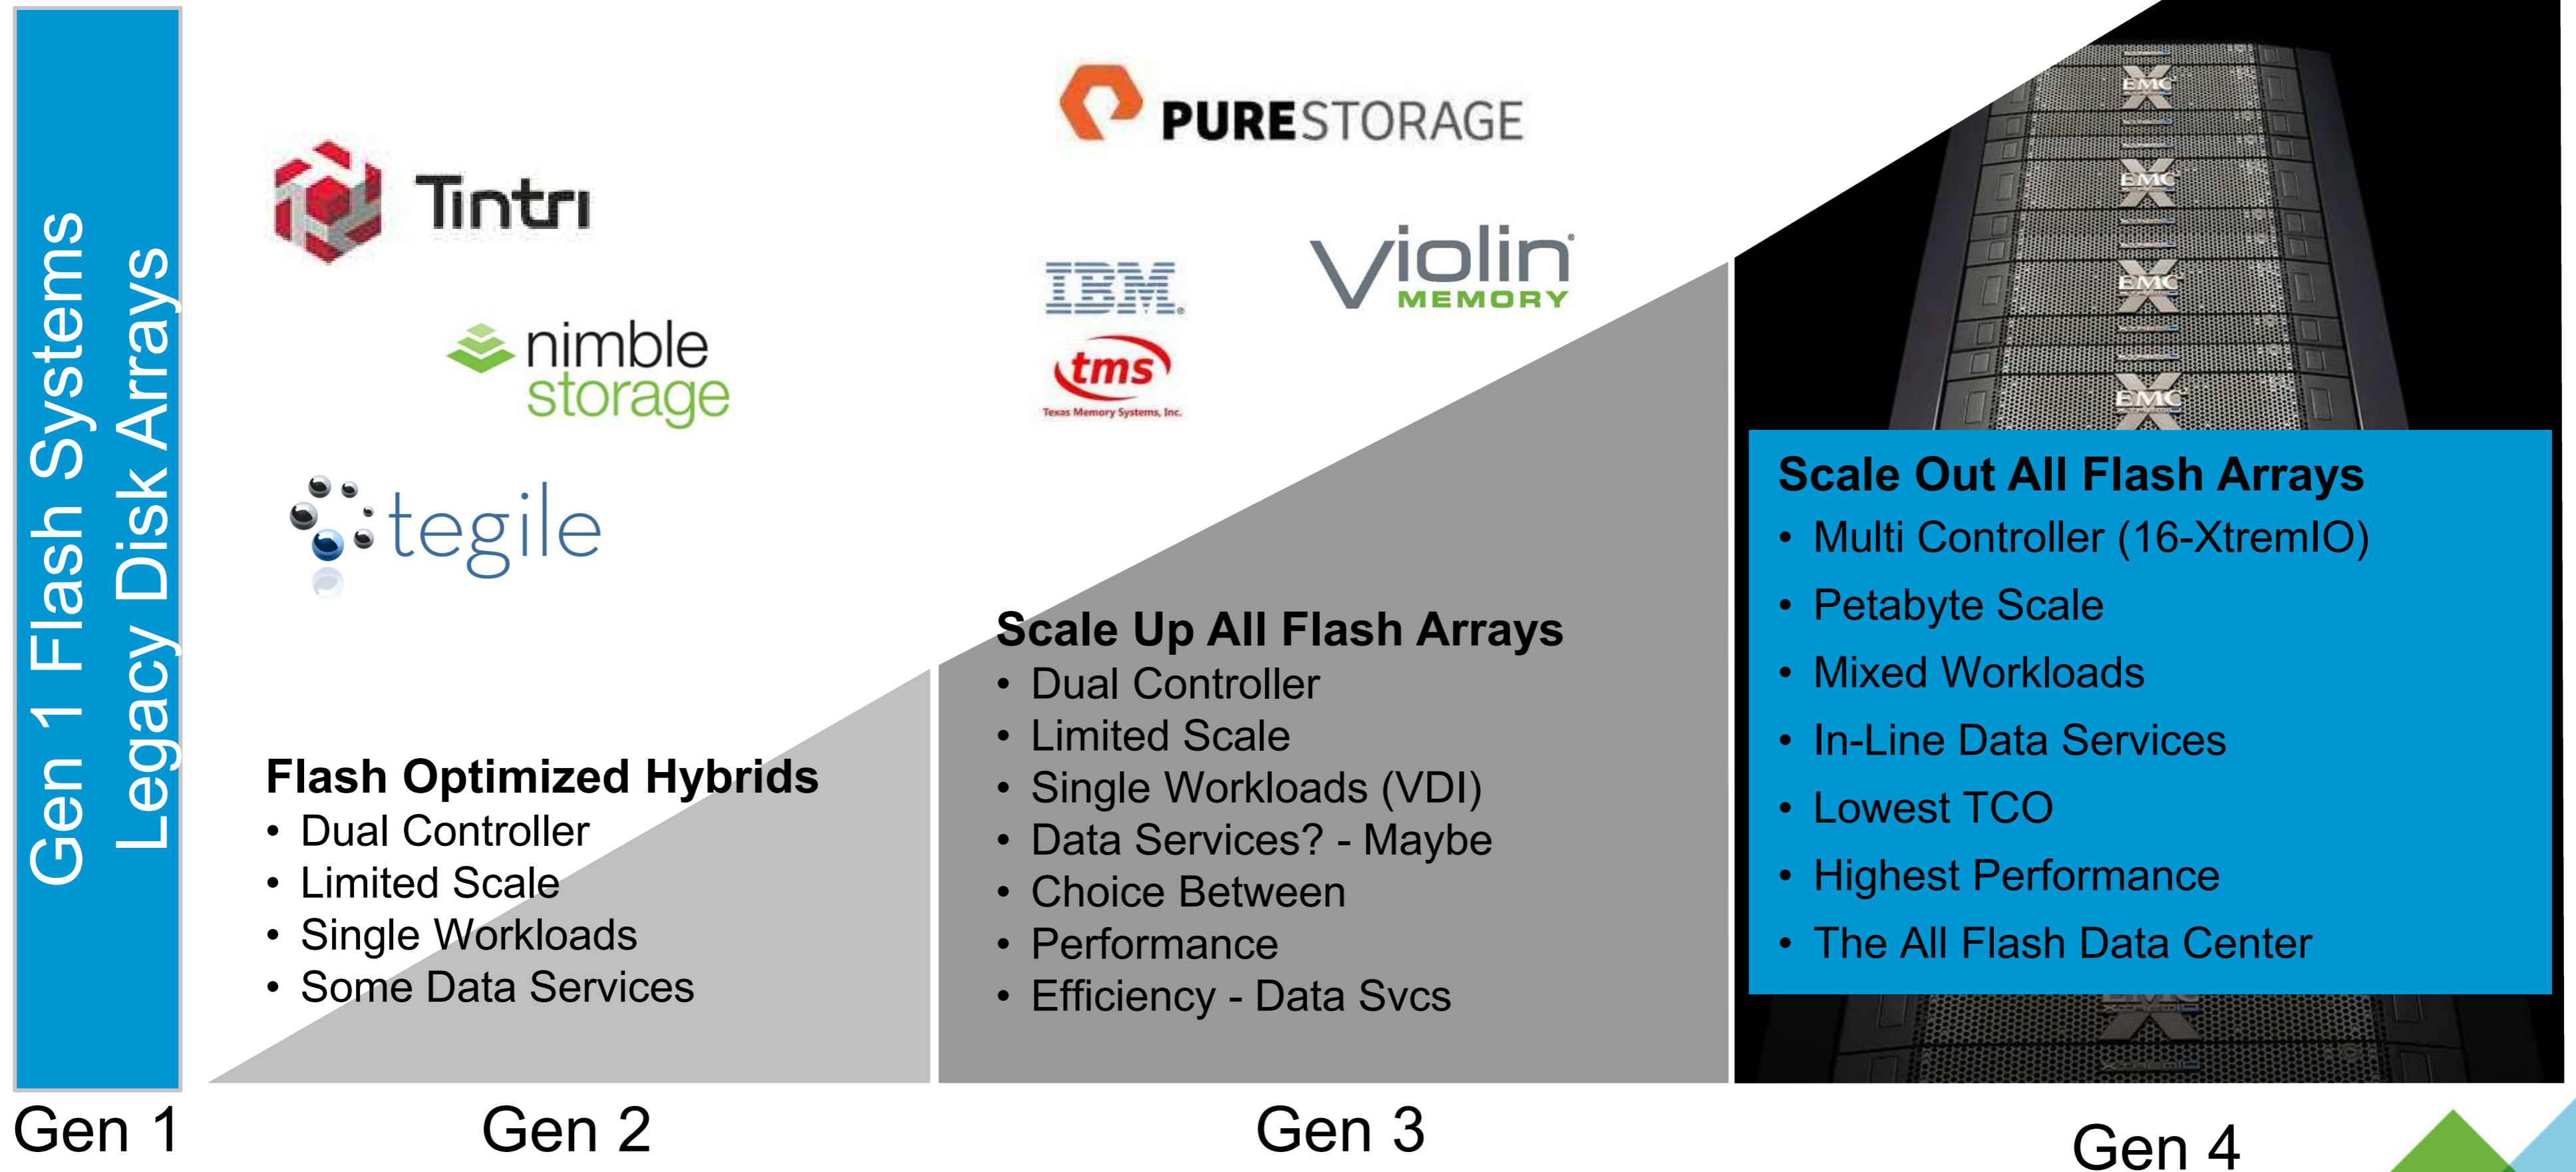 Gen 1 Flash Systems
Legacy Disk Arrays
Gen 1
Tintri
nimble
storage
tegile
Flash Optimized Hybrids
• Dual Controller
• Limited Scale
• Single Workloads
• Some Data Services
Gen 2
PURESTORAGE
IBM®
Violin®
MEMORY
tms
Texas Memory Systems, Inc.
Scale Up All Flash Arrays
• Dual Controller
• Limited Scale
• Single Workloads (VDI)
• Data Services? - Maybe
• Choice Between
• Performance
• Efficiency - Data Svcs
Gen 3
EMC
X
EMC
X
EMC
X
EMC
X
Scale Out All Flash Arrays
• Multi Controller (16-XtremIO)
• Petabyte Scale
• Mixed Workloads
• In-Line Data Services
• Lowest TCO
• Highest Performance
• The All Flash Data Center
EMC
X
Gen 4